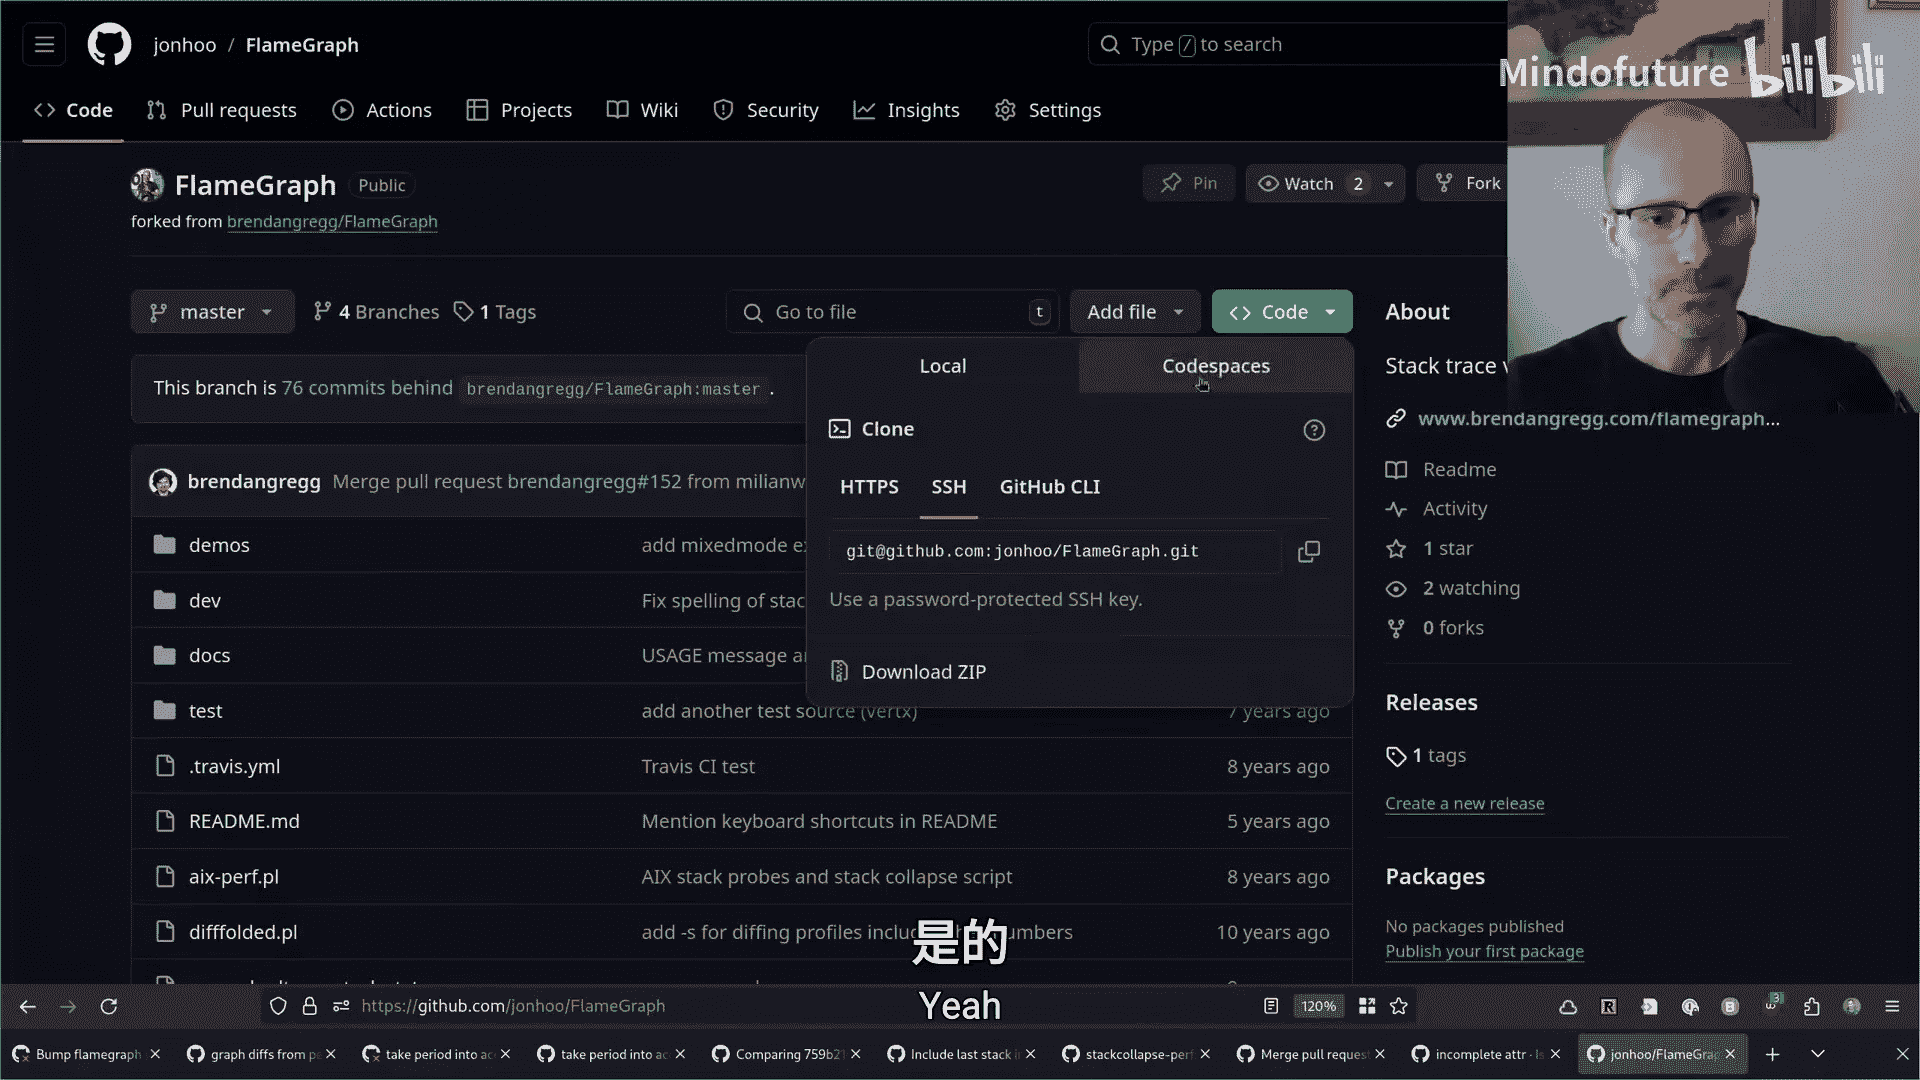 jonhoo / FlameGraph
Type / to search
Mindofuture bilibili
Code
Pull requests
Actions
Projects
Wiki
Security
Insights
Settings
FlameGraph Public
Pin
Watch 2
Fork
forked from brendangregg/FlameGraph
master
4 Branches
1 Tags
Go to file t
Add file
Code
About
Local
Codespaces
Stack trace
This branch is 76 commits behind brendangregg/FlameGraph:master .
www.brendangregg.com/flamegraph...
Clone
Readme
brendangregg Merge pull request brendangregg#152 from milianw
HTTPS
SSH
GitHub CLI
Activity
demos
add mixedmode
git@github.com:jonhoo/FlameGraph.git
1 star
dev
Fix spelling of stac
Use a password-protected SSH key.
2 watching
0 forks
docs
USAGE message
Download ZIP
test
add another test source (vertx)
7 years ago
Releases
.travis.yml
Travis CI test
8 years ago
1 tags
README.md
Mention keyboard shortcuts in README
5 years ago
Create a new release
aix-perf.pl
AIX stack probes and stack collapse script
8 years ago
Packages
difffolded.pl
add -s for diffing profiles
umbers
10 years ago
No packages published
Publish your first package
是的
Yeah
https://github.com/jonhoo/FlameGraph
120%
3
Bump flamegraph
graph diffs from
take period into
take period into
Comparing 759b2
Include last stack
stackcollapse-per
Merge pull reques
incomplete attr
jonhoo/FlameGra